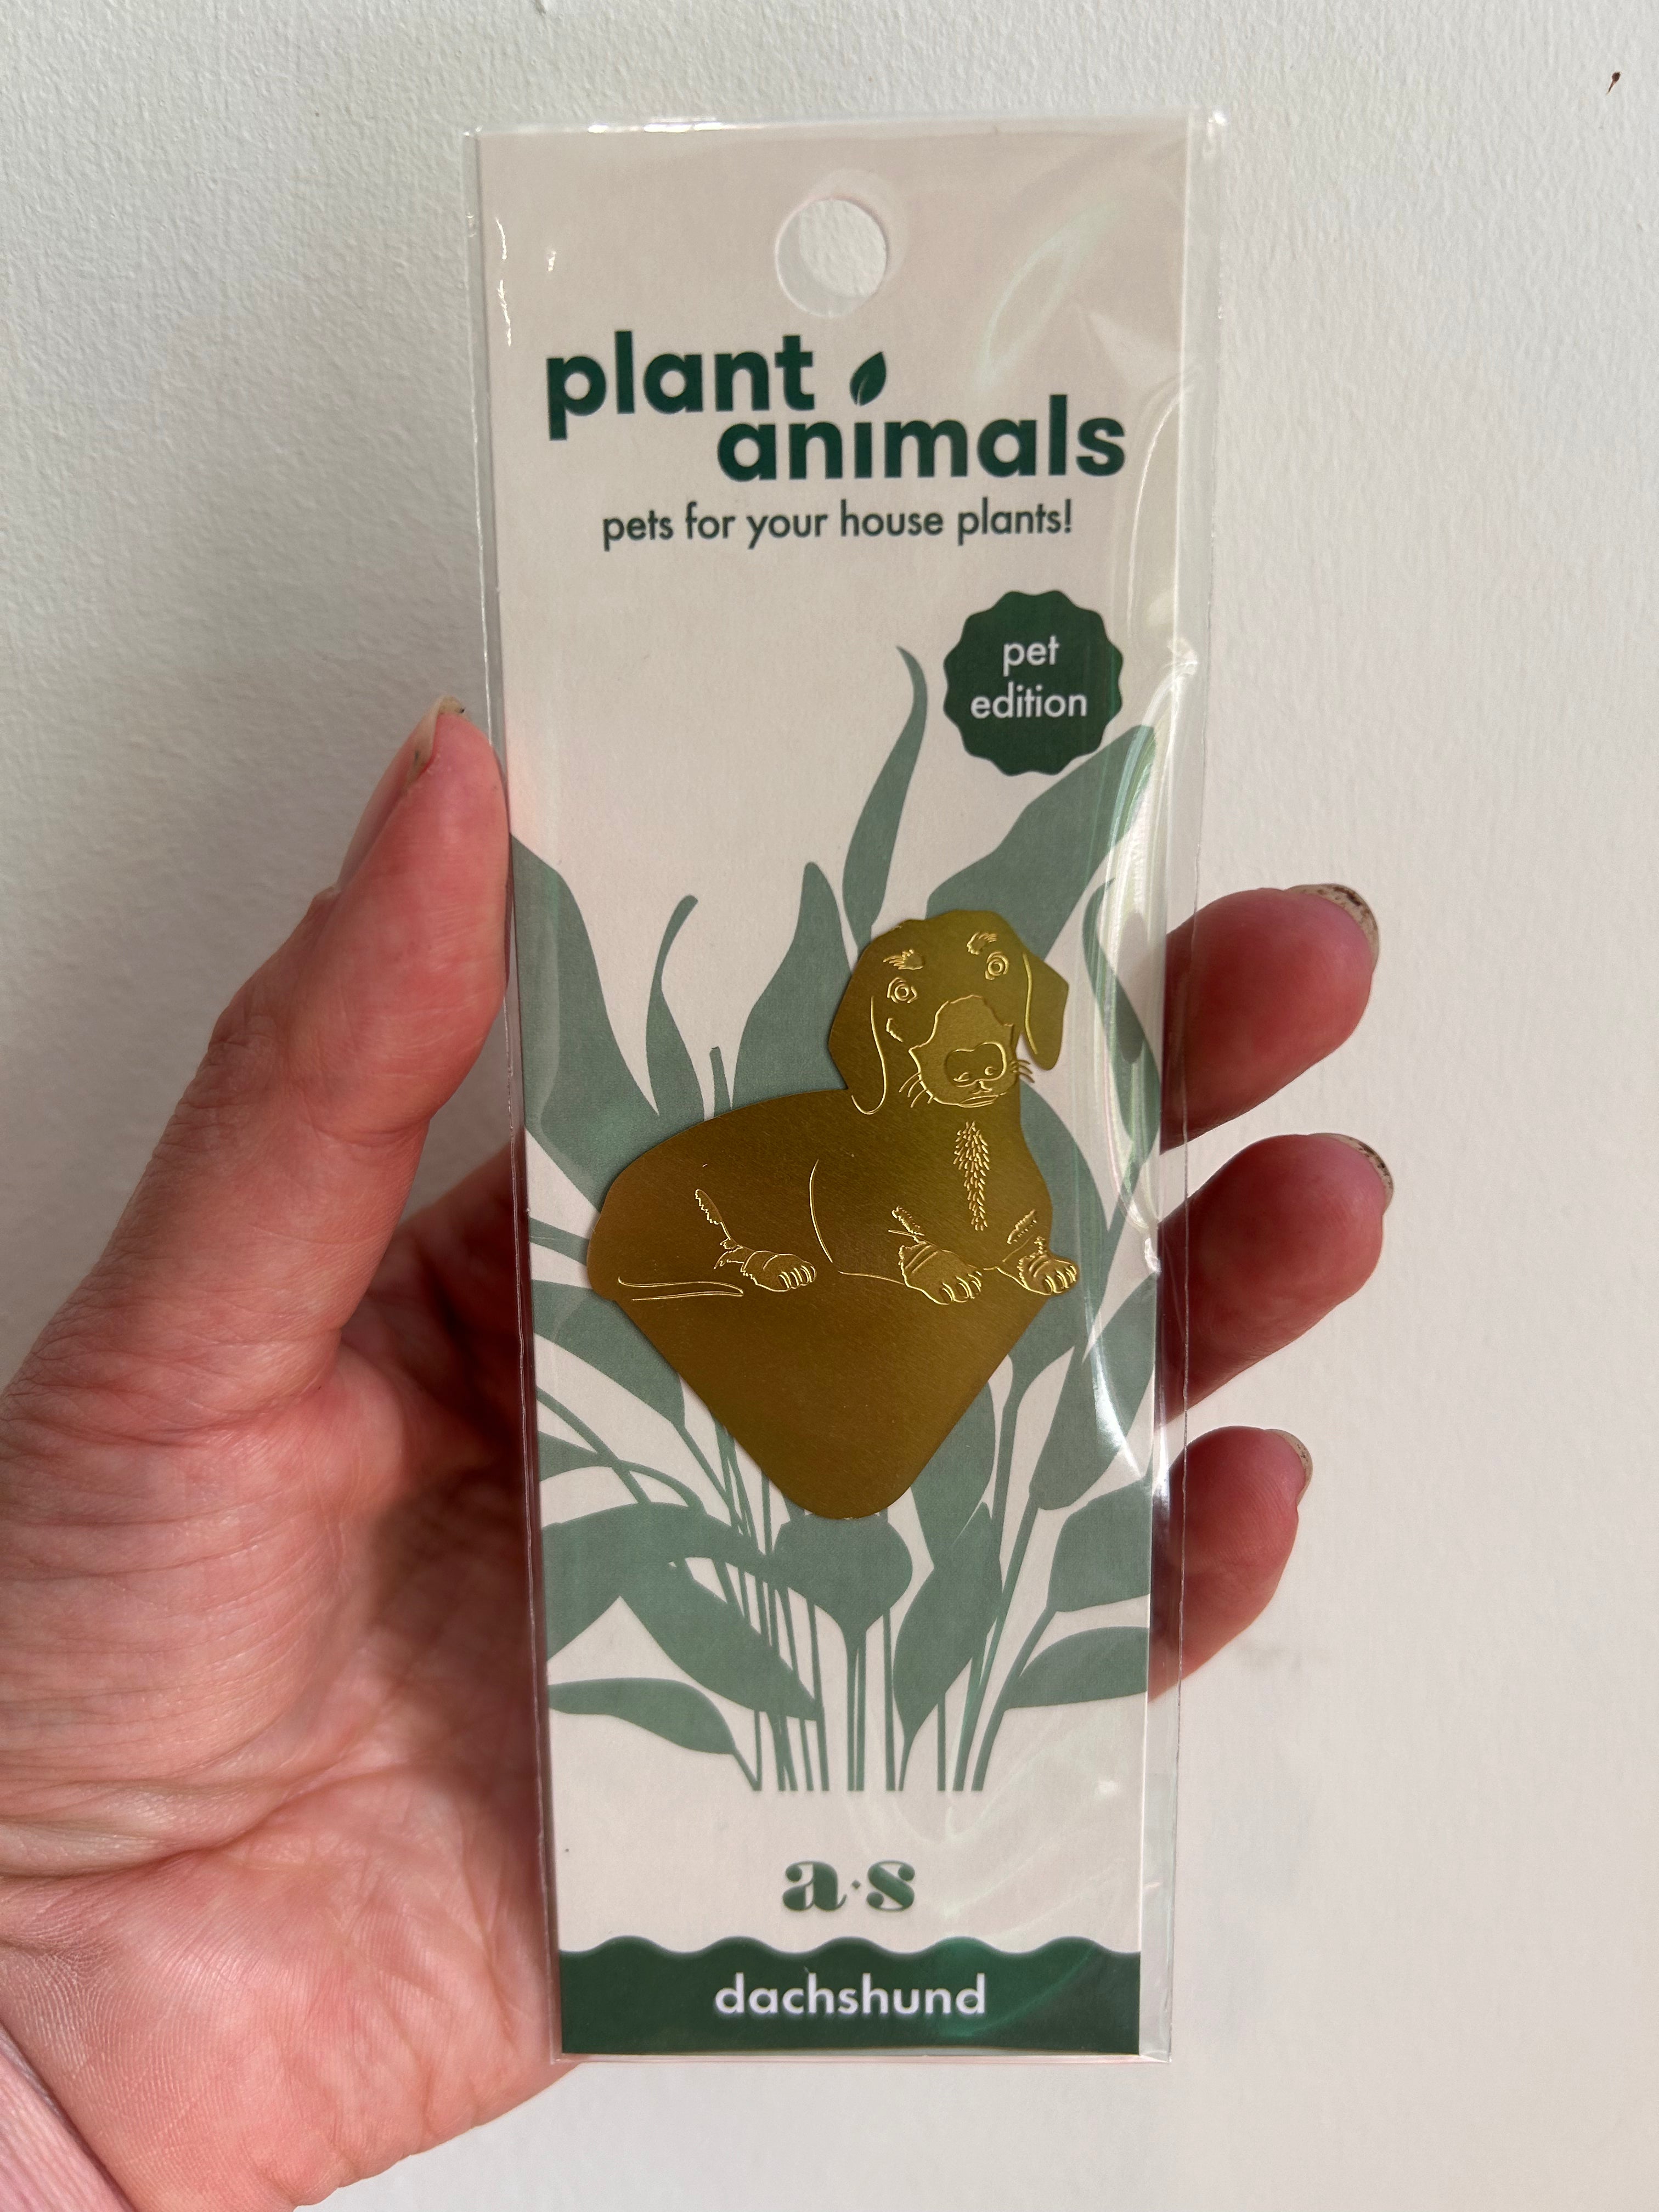 plant
animals
pets for your house plants!
pet
edition
a·s
dachshund